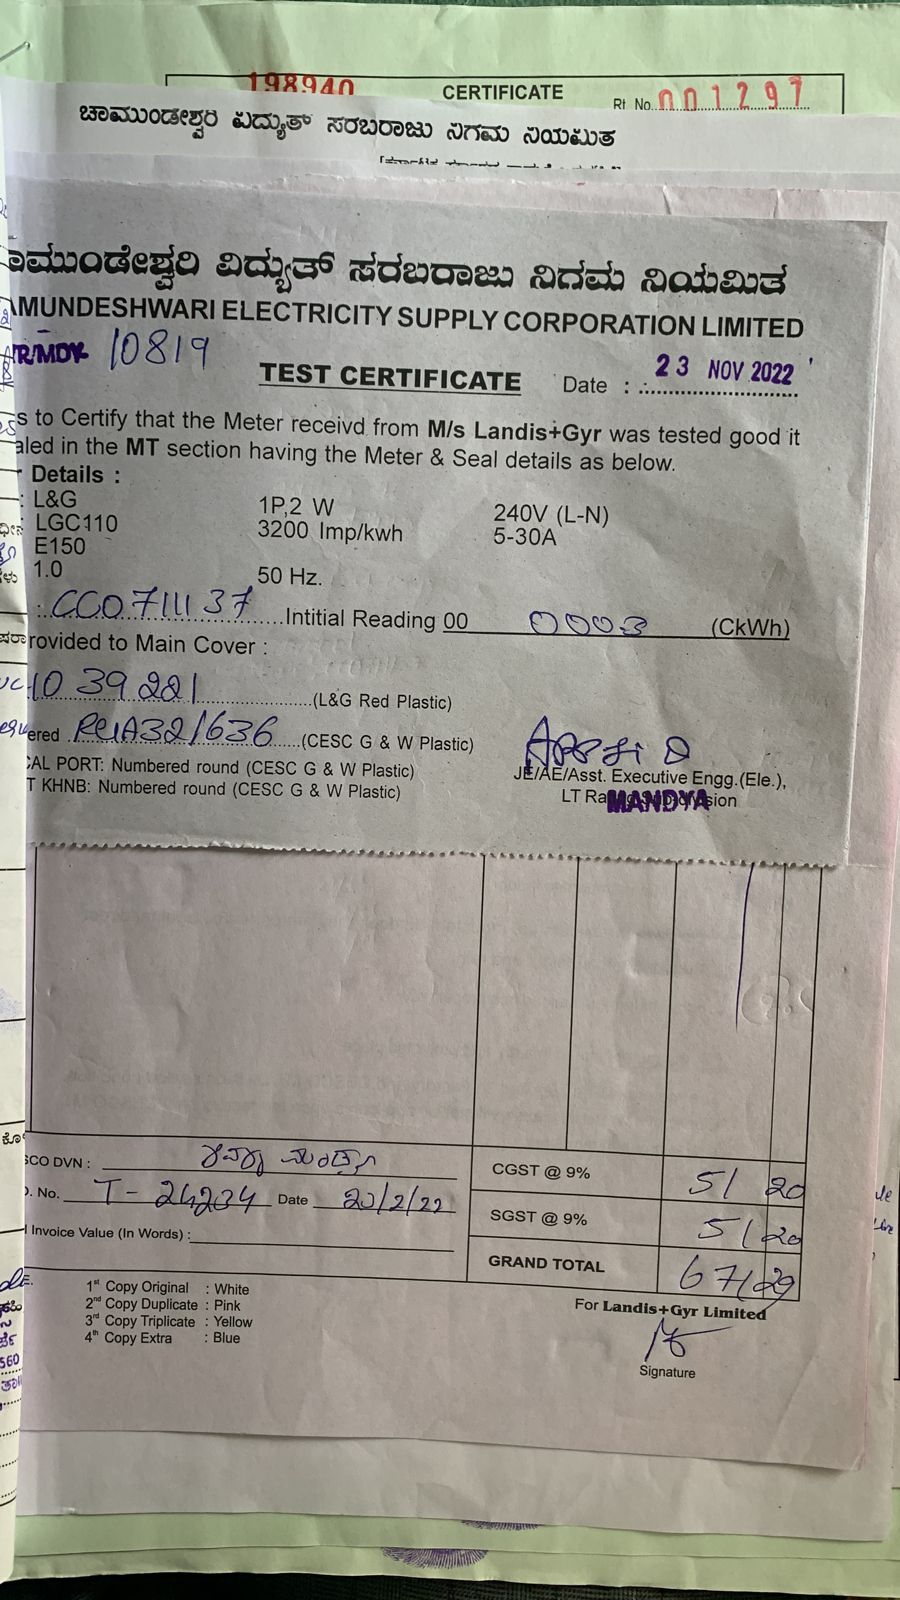 198940 CERTIFICATE Rt No. 001297
ಚಾಮುಂಡೇಶ್ವರಿ ವಿದ್ಯುತ್ ಸರಬರಾಜು ನಿಗಮ ನಿಯಮಿತ
ಾಮುಂಡೇಶ್ವರಿ ವಿದ್ಯುತ್ ಸರಬರಾಜು ನಿಗಮ ನಿಯಮಿತ
AMUNDESHWARI ELECTRICITY SUPPLY CORPORATION LIMITED
TR/MDY 10819
TEST CERTIFICATE Date : 23 NOV 2022
s to Certify that the Meter receivd from M/s Landis+Gyr was tested good it
aled in the MT section having the Meter & Seal details as below.
Details :
: L&G 1P,2 W 240V (L-N)
LGC110 3200 Imp/kwh 5-30A
E150
1.0 50 Hz.
: CC0711137 Intitial Reading 00 0003 (CkWh)
rovided to Main Cover :
1039221 (L&G Red Plastic)
ered (CESC G & W Plastic)
CAL PORT: Numbered round (CESC G & W Plastic)
T KHNB: Numbered round (CESC G & W Plastic)
JE/AE/Asst. Executive Engg.(Ele.),
MANDYA
SCO DVN :
. No. T-24234 Date 20/2/22
Invoice Value (In Words) :
CGST @ 9% 51 20
SGST @ 9% 51 20
GRAND TOTAL 671 29
1st Copy Original : White
2nd Copy Duplicate : Pink
3rd Copy Triplicate : Yellow
4th Copy Extra : Blue
For Landis+Gyr Limited
Signature